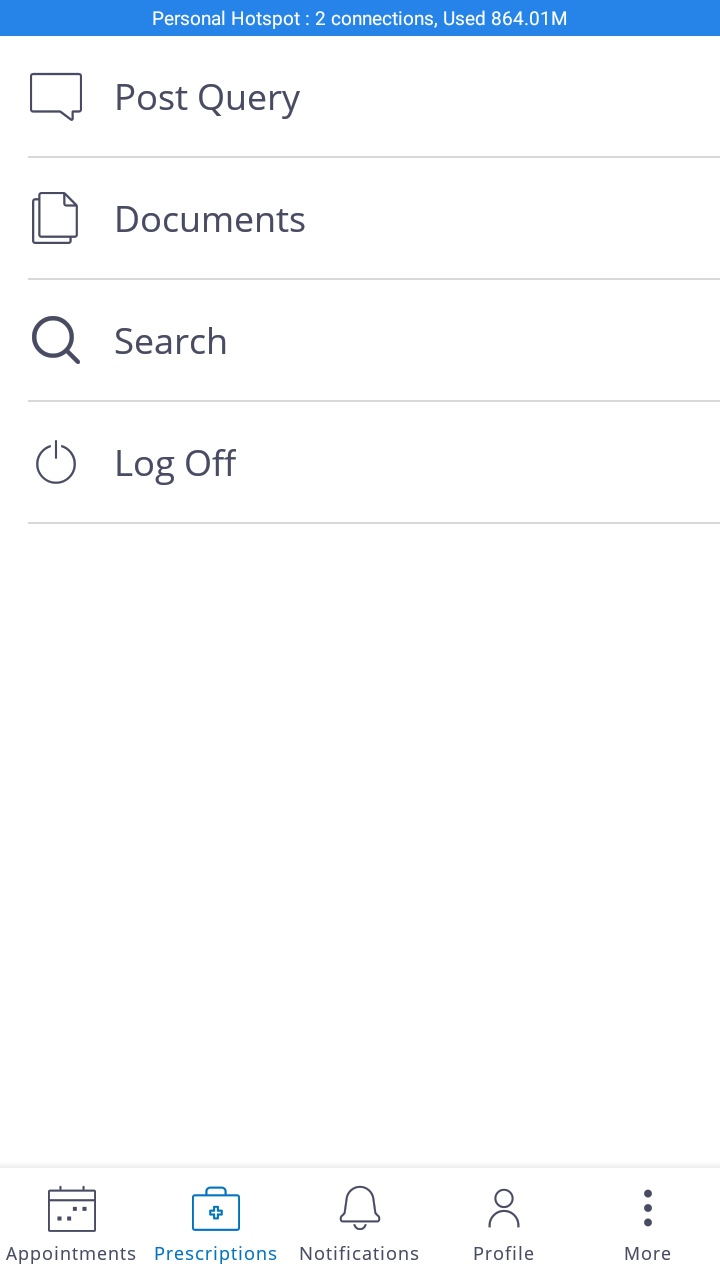 Personal Hotspot : 2 connections, Used 864.01M
Post Query
Documents
Search
Log Off
Appointments Prescriptions Notifications Profile More